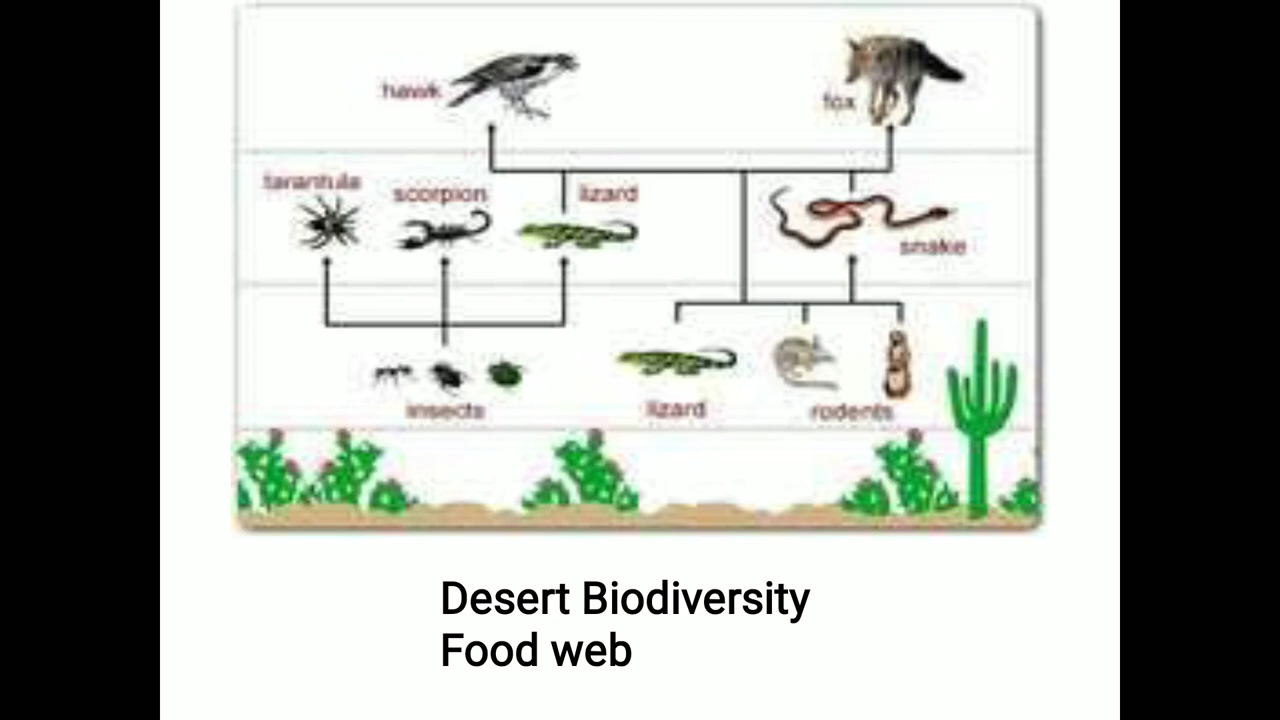 hawk
fox
tarantula
scorpion
lizard
snake
insects
lizard
rodents
Desert Biodiversity
Food web